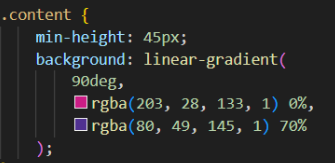 .content {
min-height: 45px;
background: linear-gradient(
90deg,
rgba(203, 28, 133, 1) 0%,
rgba(80, 49, 145, 1) 70%
);